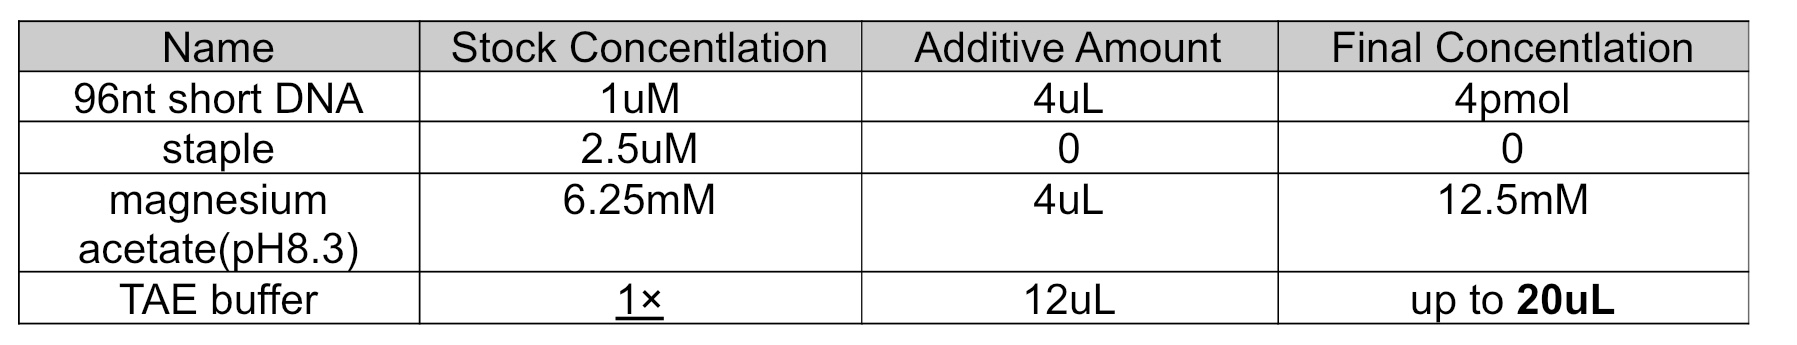 Name Stock Concentlation Additive Amount Final Concentlation
96nt short DNA 1uM 4uL 4pmol
staple 2.5uM 0 0
magnesium 6.25mM 4uL 12.5mM
acetate(pH8.3)
TAE buffer 1× 12uL up to 20uL